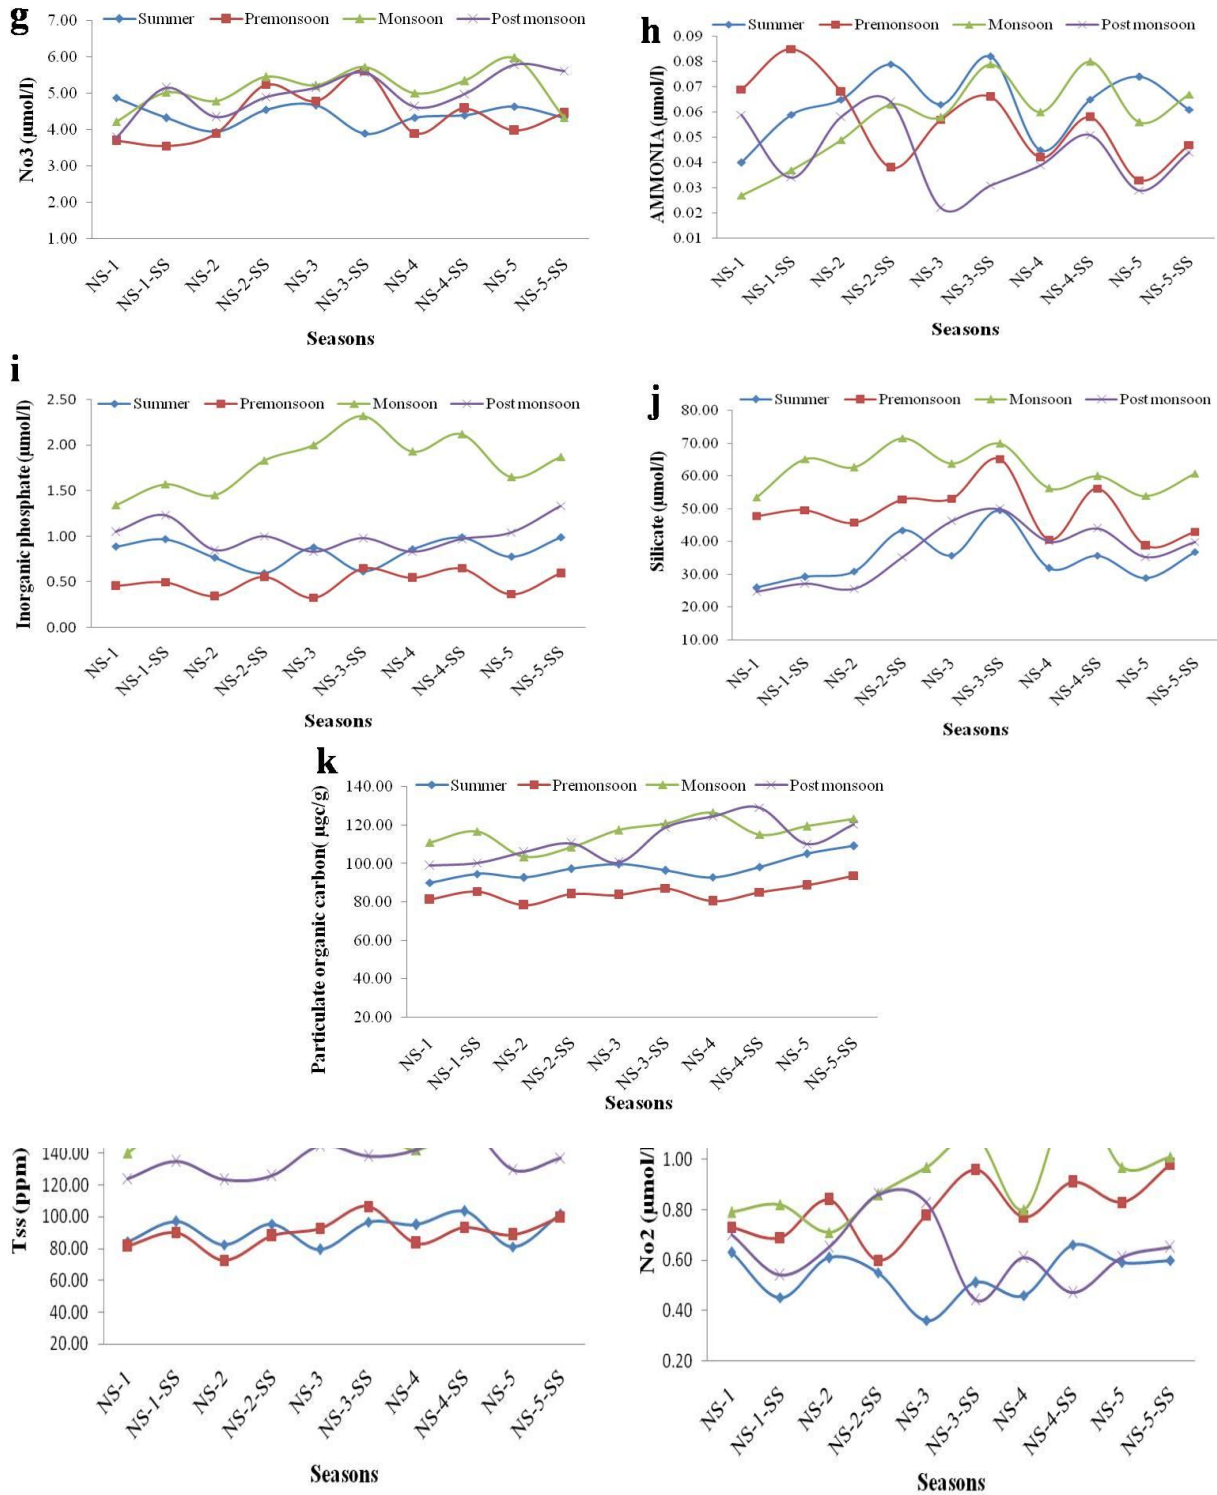 g
Summer Premonsoon Monsoon Post monsoon
No3 (µmol/l)
7.00
6.00
5.00
4.00
3.00
2.00
1.00
NS-1 NS-1-SS NS-2 NS-2-SS NS-3 NS-3-SS NS-4 NS-4-SS NS-5 NS-5-SS
Seasons
h
Summer Premonsoon Monsoon Post monsoon
AMMONIA (µmol/l)
0.09
0.08
0.07
0.06
0.05
0.04
0.03
0.02
0.01
NS-1 NS-1-SS NS-2 NS-2-SS NS-3 NS-3-SS NS-4 NS-4-SS NS-5 NS-5-SS
Seasons
i
Summer Premonsoon Monsoon Post monsoon
Inorganic phosphate (µmol/l)
2.50
2.00
1.50
1.00
0.50
0.00
NS-1 NS-1-SS NS-2 NS-2-SS NS-3 NS-3-SS NS-4 NS-4-SS NS-5 NS-5-SS
Seasons
j
Summer Premonsoon Monsoon Post monsoon
Silicate (µmol/l)
80.00
70.00
60.00
50.00
40.00
30.00
20.00
10.00
NS-1 NS-1-SS NS-2 NS-2-SS NS-3 NS-3-SS NS-4 NS-4-SS NS-5 NS-5-SS
Seasons
k
Summer Premonsoon Monsoon Post monsoon
Particulate organic carbon( µgc/g)
140.00
120.00
100.00
80.00
60.00
40.00
20.00
NS-1 NS-1-SS NS-2 NS-2-SS NS-3 NS-3-SS NS-4 NS-4-SS NS-5 NS-5-SS
Seasons
Tss (ppm)
140.00
120.00
100.00
80.00
60.00
40.00
20.00
NS-1 NS-1-SS NS-2 NS-2-SS NS-3 NS-3-SS NS-4 NS-4-SS NS-5 NS-5-SS
Seasons
No2 (µmol/l
1.00
0.80
0.60
0.40
0.20
NS-1 NS-1-SS NS-2 NS-2-SS NS-3 NS-3-SS NS-4 NS-4-SS NS-5 NS-5-SS
Seasons